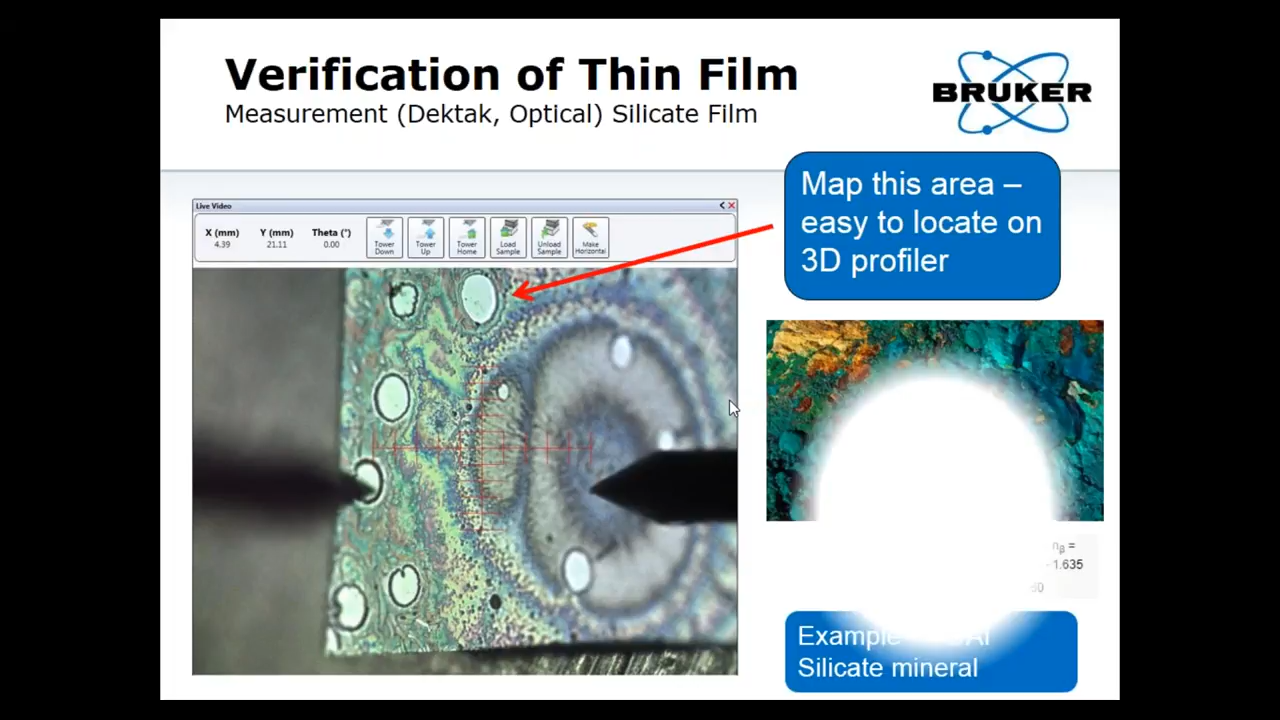 Verification of Thin Film
Measurement (Dektak, Optical) Silicate Film
BRUKER
Map this area –
easy to locate on
3D profiler
Live Video
X (mm)
4.39
Y (mm)
21.11
Theta (°)
0.00
Tower
Down
Tower
Up
Tower
Home
Load
Sample
Unload
Sample
Make
Horizontal
nβ =
1.635
Example
Silicate mineral